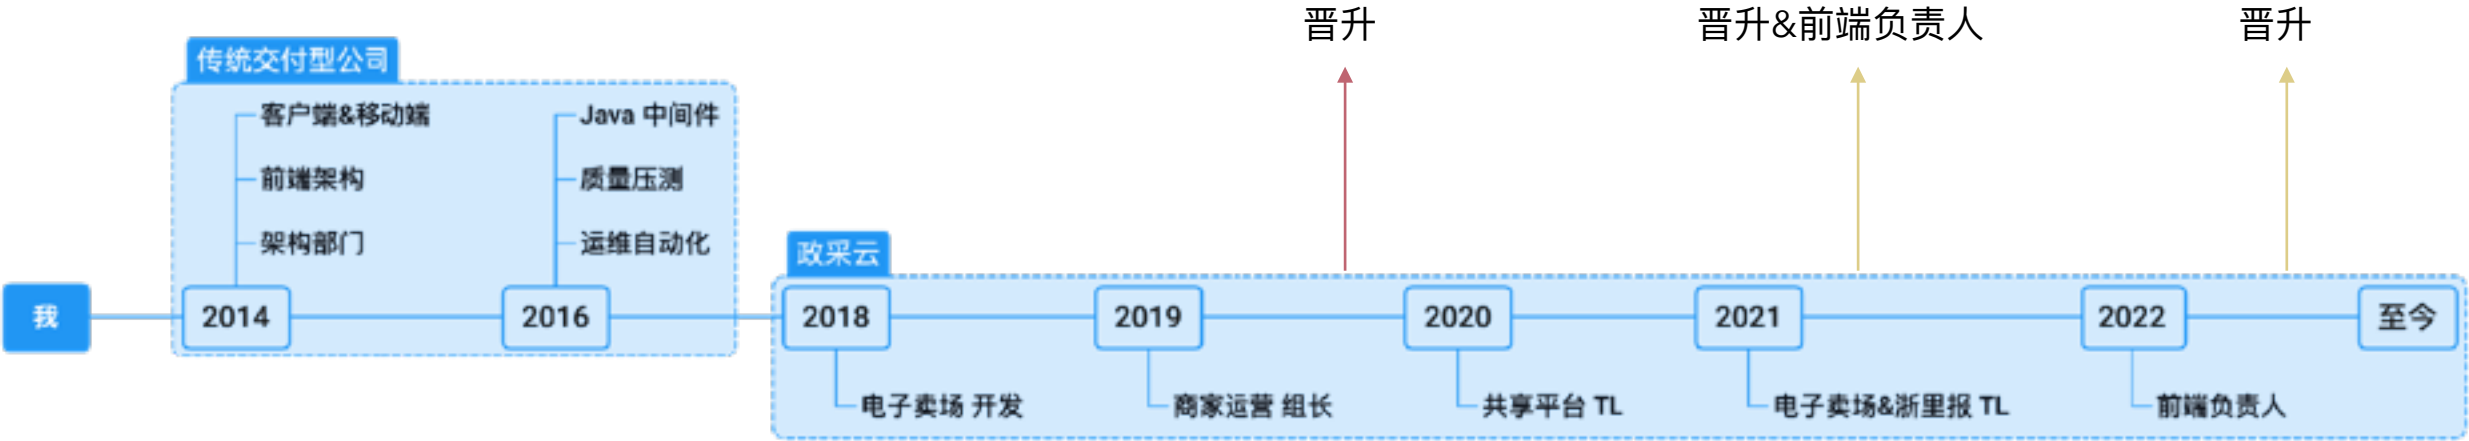 晋升
晋升&前端负责人
晋升
传统交付型公司
客户端&移动端
前端架构
架构部门
Java 中间件
质量压测
运维自动化
政采云
我
2014
2016
2018
2019
2020
2021
2022
至今
电子卖场 开发
商家运营 组长
共享平台 TL
电子卖场&浙里报 TL
前端负责人